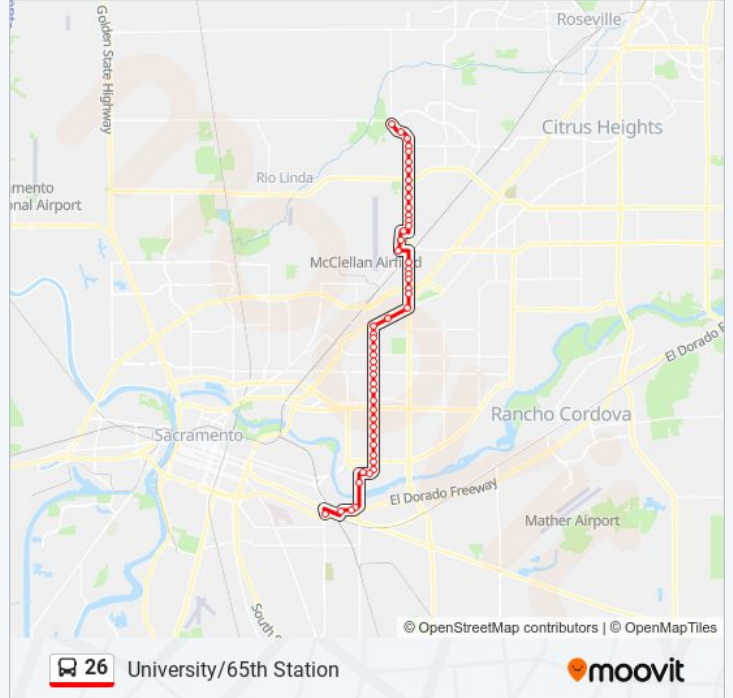 Roseville
Golden State Highway
Citrus Heights
Rio Linda
mento
nal Airport
McClellan Airfield
El Dorado F
Rancho Cordova
Sacramento
El Dorado Freeway
Mather Airport
South S
© OpenStreetMap contributors | © OpenMapTiles
26 University/65th Station
moovit